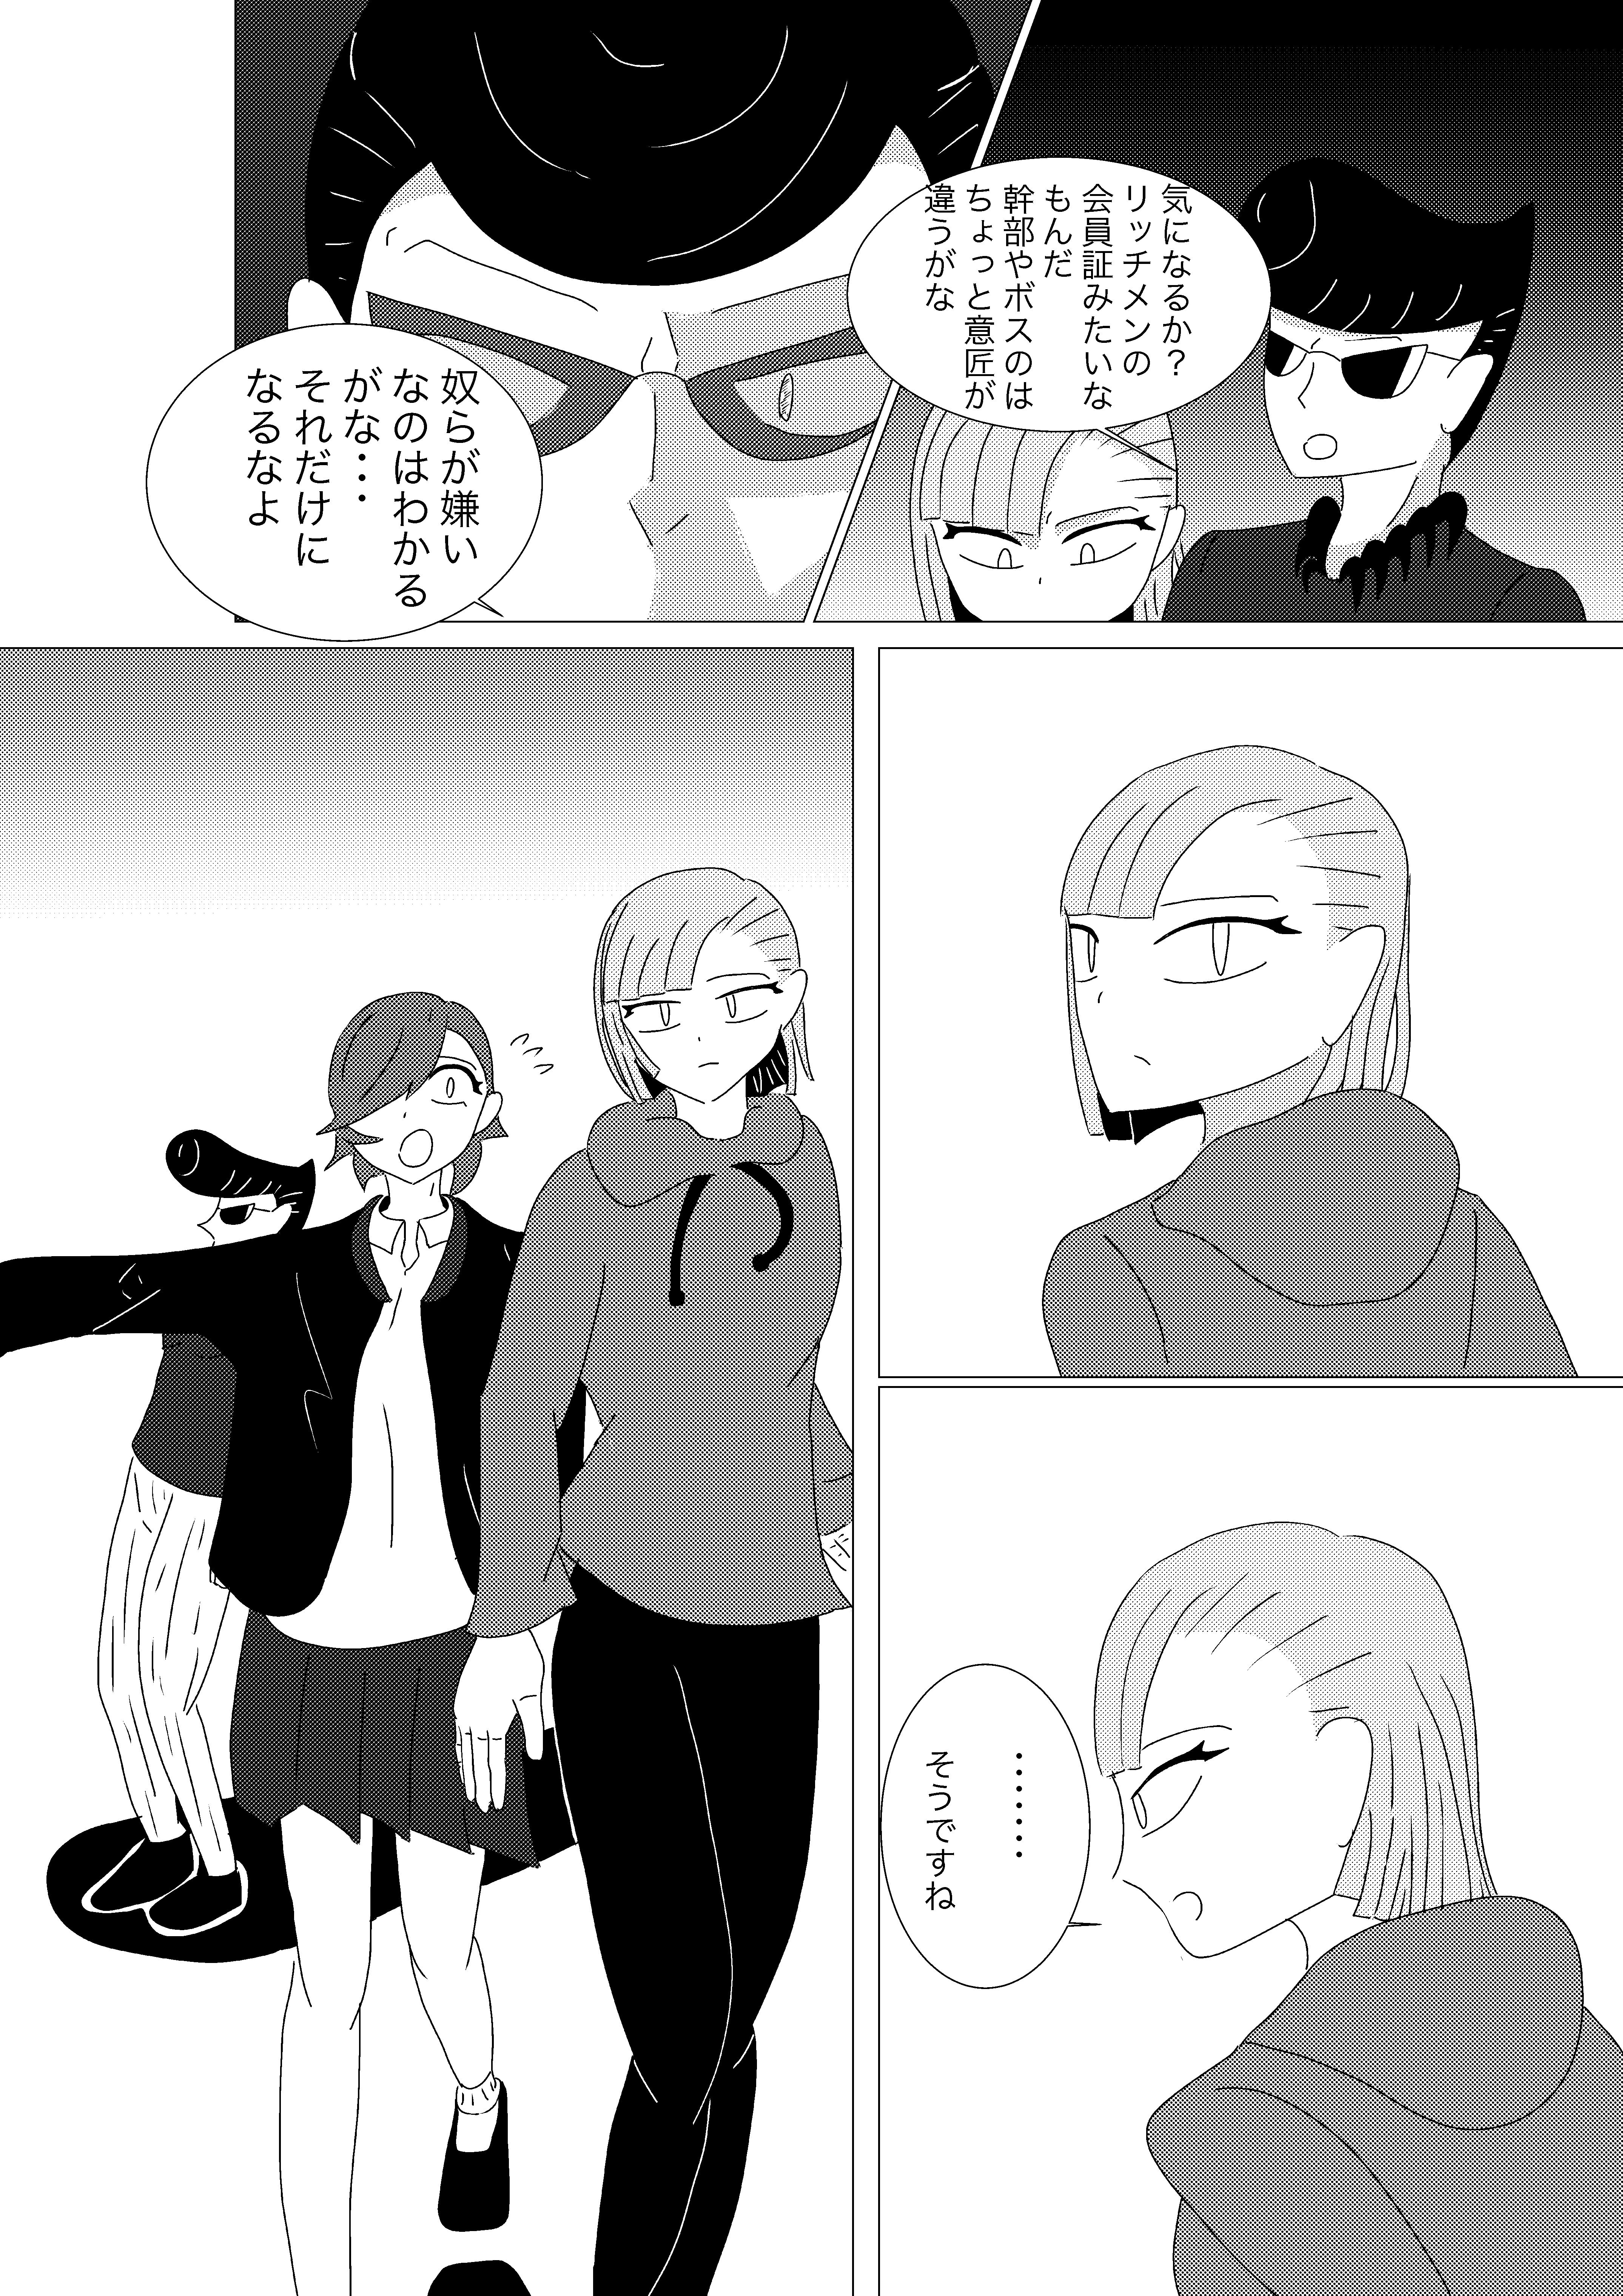 気になるか？
リッチメンの
会員証みたいな
もんだ
幹部やボスのは
ちょっと意匠が
違うがな
奴らが嫌い
なのはわかる
がな・・・
それだけに
なるなよ
・・・・・・
そうですね